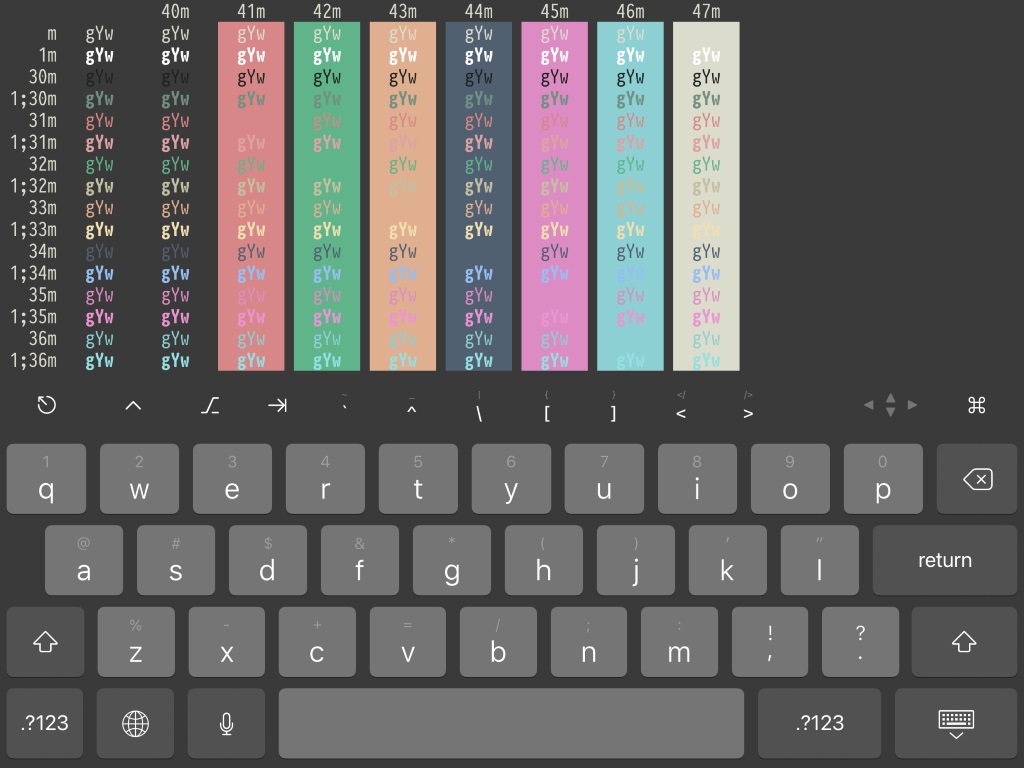 40m 41m 42m 43m 44m 45m 46m 47m
m gYw gYw gYw gYw gYw gYw gYw gYw
1m gYw gYw gYw gYw gYw gYw gYw gYw gYw
30m gYw gYw gYw gYw gYw gYw gYw gYw gYw
1;30m gYw gYw gYw gYw gYw gYw gYw gYw gYw
31m gYw gYw gYw gYw gYw gYw gYw gYw
1;31m gYw gYw gYw gYw gYw gYw gYw gYw gYw
32m gYw gYw gYw gYw gYw gYw gYw gYw
1;32m gYw gYw gYw gYw gYw gYw gYw gYw gYw
33m gYw gYw gYw gYw gYw gYw gYw gYw
1;33m gYw gYw gYw gYw gYw gYw gYw gYw gYw
34m gYw gYw gYw gYw gYw gYw gYw gYw
1;34m gYw gYw gYw gYw gYw gYw gYw gYw gYw
35m gYw gYw gYw gYw gYw gYw gYw gYw
1;35m gYw gYw gYw gYw gYw gYw gYw gYw gYw
36m gYw gYw gYw gYw gYw gYw gYw gYw
1;36m gYw gYw gYw gYw gYw gYw gYw gYw gYw
~ _ | { } </ />
` ^ \ [ ] < >
1 2 3 4 5 6 7 8 9 0
q w e r t y u i o p
@ # $ & * ( ) ' "
a s d f g h j k l return
% - + = / ; : ! ?
z x c v b n m , .
.?123 .?123